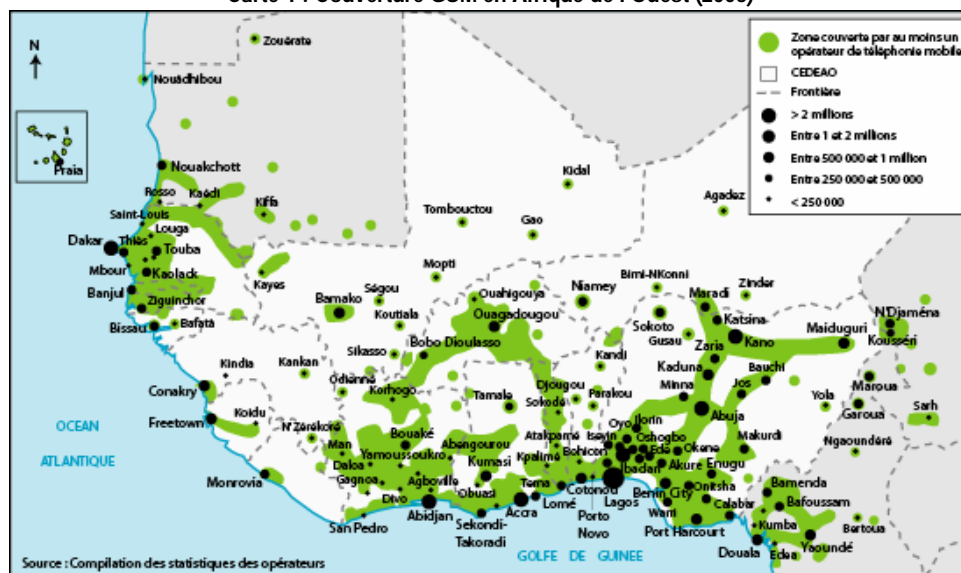 Carte 1 : Couverture GSM en Afrique de l'Ouest (2005)
Zone couverte par au moins un
opérateur de téléphonie mobile
CEDEAO
Frontière
> 2 millions
Entre 1 et 2 millions
Entre 500 000 et 1 million
Entre 250 000 et 500 000
< 250 000
N
Zouérate
Nouâdhibou
Praia
Nouakchott
Rosso
Kaédi
Kiffa
Saint-Louis
Louga
Dakar
Thiès
Touba
Mbour
Kaolack
Banjul
Ziguinchor
Bissau
Bafatá
Kayes
Kidal
Agadez
Tombouctou
Gao
Mopti
Ségou
Bamako
Koutiala
Sikasso
Ouahigouya
Ouagadougou
Bobo Dioulasso
Niamey
Birni-NKonni
Maradi
Zinder
Sokoto
Gusau
Katsina
Kano
Zaria
Kaduna
Maiduguri
N'Djaména
Kousséri
Kindia
Kankan
Odienné
Korhogo
Tamale
Djougou
Sokodé
Kandi
Parakou
Minna
Jos
Bauchi
Yola
Maroua
Garoua
Sarh
Ngaoundéré
Conakry
Freetown
Koidu
N'Zérékoré
Monrovia
Man
Bouaké
Yamoussoukro
Abengourou
Daloa
Gagnoa
Agboville
Divo
San Pedro
Abidjan
Kumasi
Obuasi
Sekondi-
Takoradi
Accra
Tema
Atakpamé
Kpalimé
Bohicon
Lomé
Cotonou
Porto
Novo
Lagos
Oyo
Iseyin
Ilorin
Oshogbo
Ede
Ibadan
Okene
Akure
Abuja
Makurdi
Enugu
Onitsha
Benin City
Warri
Port Harcourt
Calabar
Bamenda
Bafoussam
Kumba
Bertoua
Douala
Edea
Yaoundé
OCEAN
ATLANTIQUE
GOLFE DE GUINEE
Source : Compilation des statistiques des opérateurs